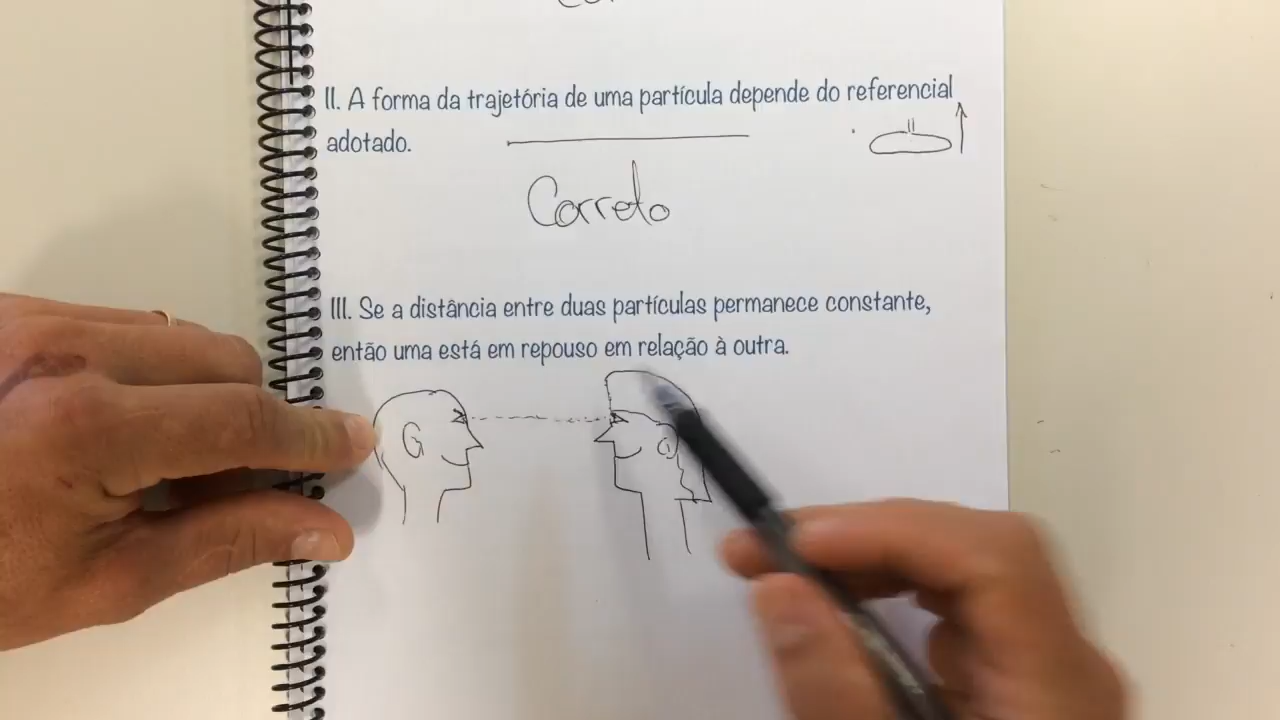 II. A forma da trajetória de uma partícula depende do referencial
adotado.
Correto
III. Se a distância entre duas partículas permanece constante,
então uma está em repouso em relação à outra.